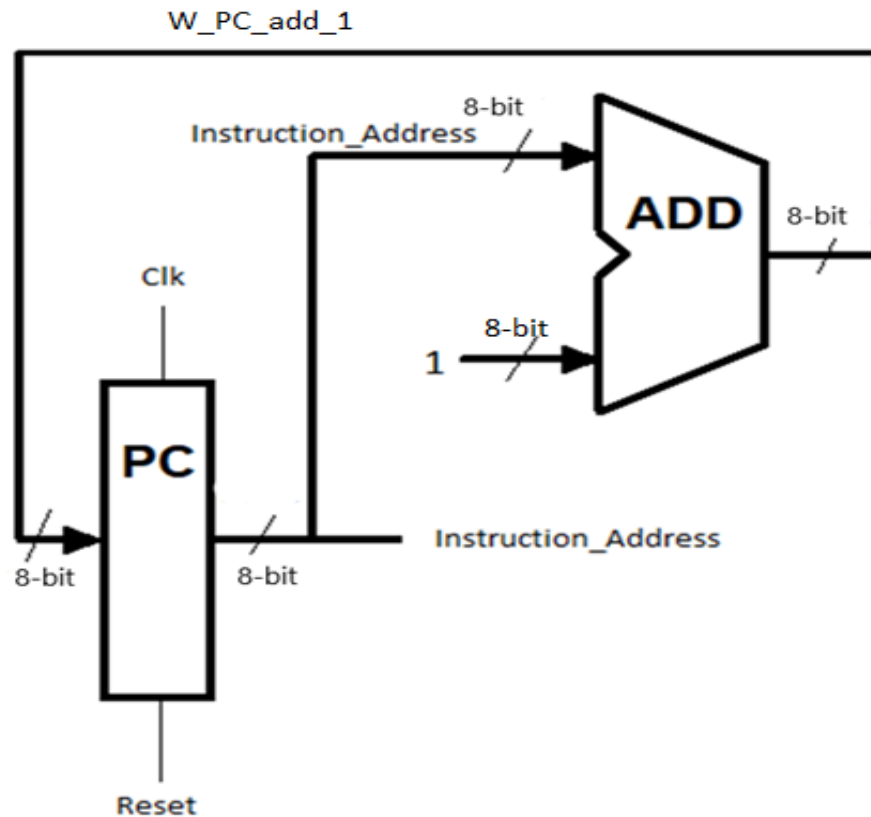 W_PC_add_1
8-bit
Instruction_Address
ADD
8-bit
Clk
8-bit
1
PC
Instruction_Address
8-bit
8-bit
Reset